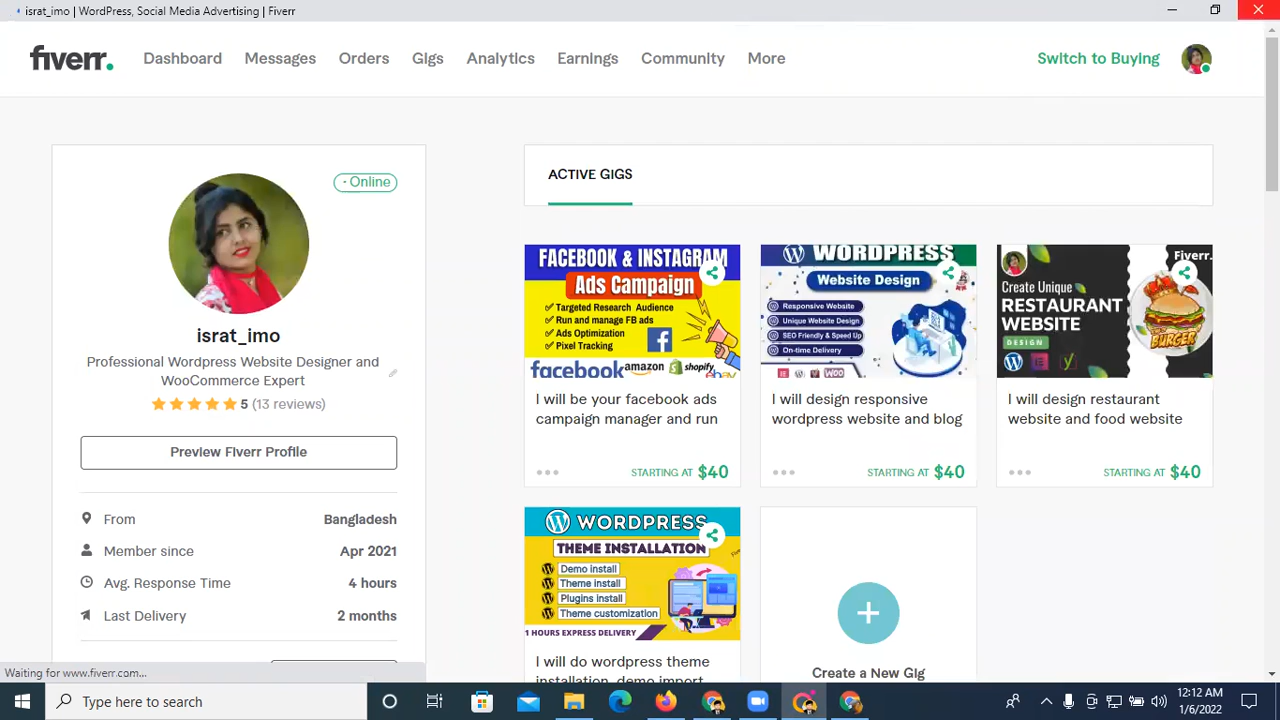 israt_imo | WordPress, Social Media Advertising | Fiverr
fiverr.
Dashboard
Messages
Orders
Gigs
Analytics
Earnings
Community
More
Switch to Buying
Online
israt_imo
Professional Wordpress Website Designer and
WooCommerce Expert
5 (13 reviews)
Preview Fiverr Profile
From Bangladesh
Member since Apr 2021
Avg. Response Time 4 hours
Last Delivery 2 months
ACTIVE GIGS
FACEBOOK & INSTAGRAM
Ads Campaign
Targeted Research Audience
Run and manage FB ads
Ads Optimization
Pixel Tracking
facebook amazon shopify
ebay
I will be your facebook ads
campaign manager and run
STARTING AT $40
WORDPRESS
Website Design
Responsive Website
Unique Website Design
SEO Friendly & Speed Up
On-time Delivery
I will design responsive
wordpress website and blog
STARTING AT $40
Fiverr.
Create Unique
RESTAURANT
WEBSITE
DESIGN
BURGER
I will design restaurant
website and food website
STARTING AT $40
WORDPRESS
THEME INSTALLATION
Demo install
Theme install
Plugins install
Theme customization
1 HOURS EXPRESS DELIVERY
I will do wordpress theme
installation, demo import
Create a New Gig
Waiting for www.fiverr.com...
Type here to search
12:12 AM
1/6/2022